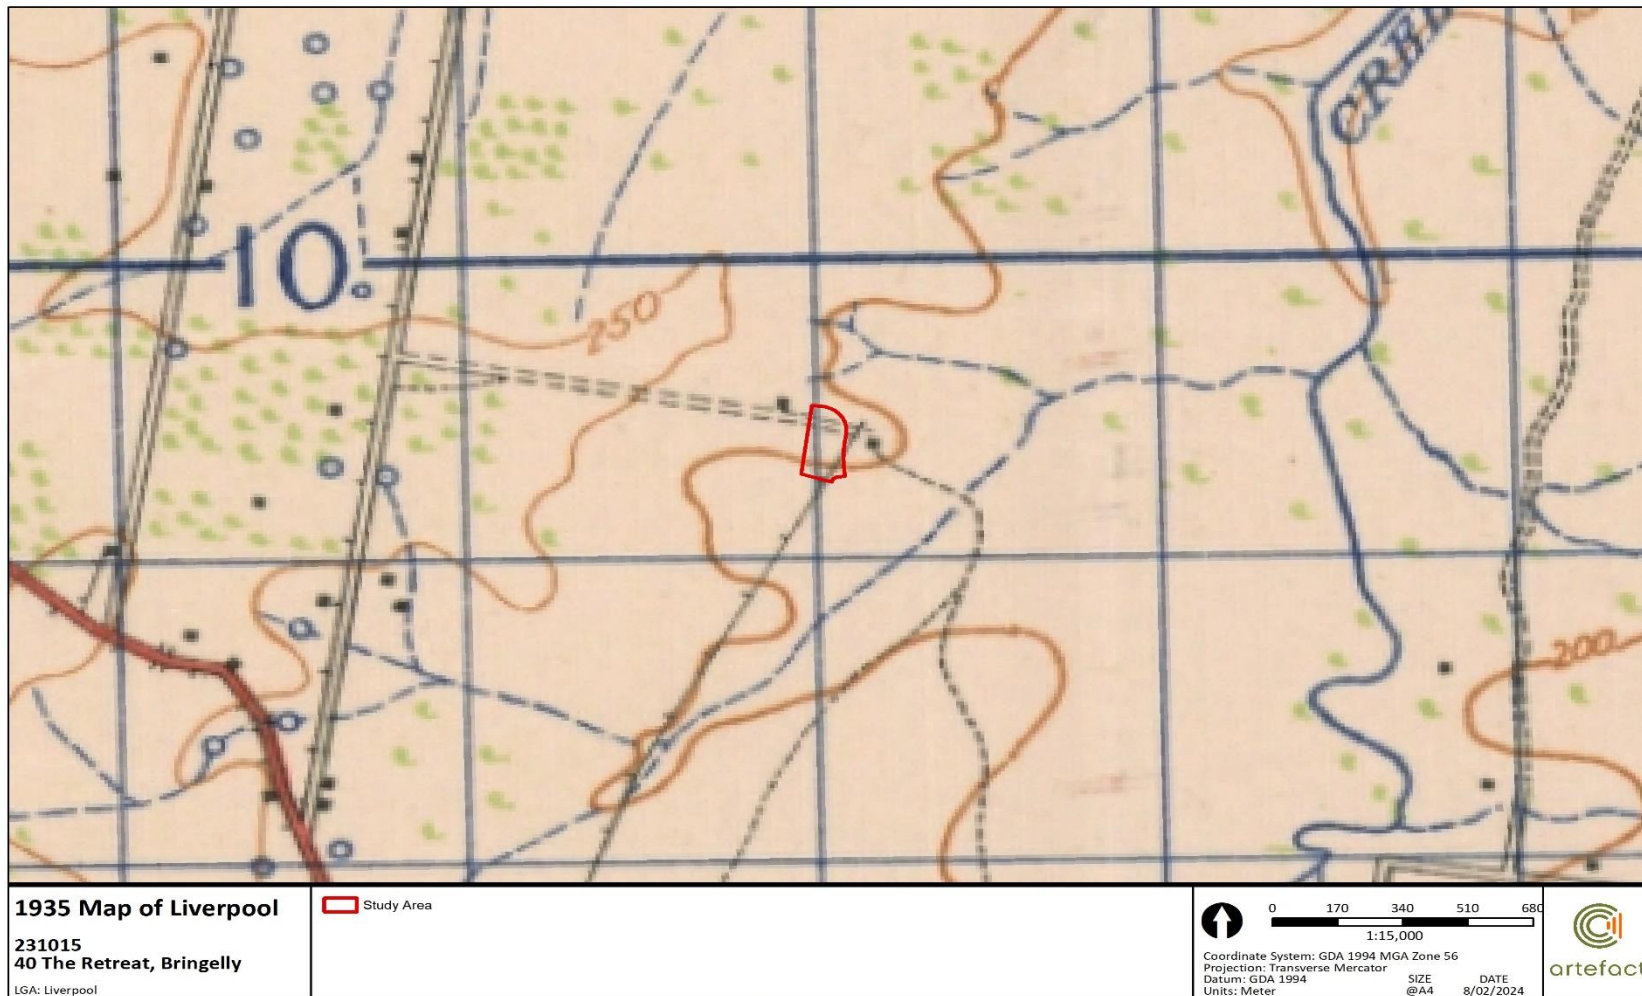 CREE
10
250
200
1935 Map of Liverpool
231015
40 The Retreat, Bringelly
LGA: Liverpool
Study Area
0 170 340 510 680
1:15,000
Coordinate System: GDA 1994 MGA Zone 56
Projection: Transverse Mercator
Datum: GDA 1994
Units: Meter
SIZE
@A4
DATE
8/02/2024
artefact